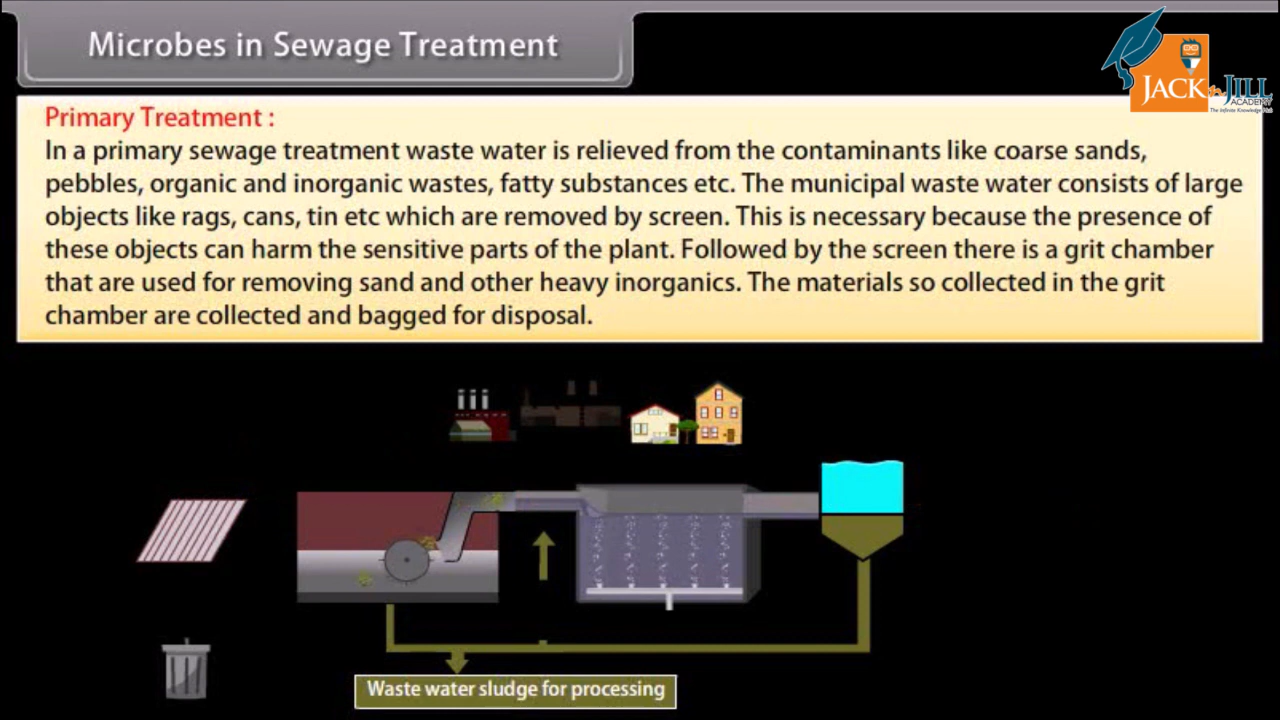 Microbes in Sewage Treatment
JACK n JILL
ACADEMY
The Infinite Knowledge Hub
Primary Treatment :
In a primary sewage treatment waste water is relieved from the contaminants like coarse sands,
pebbles, organic and inorganic wastes, fatty substances etc. The municipal waste water consists of large
objects like rags, cans, tin etc which are removed by screen. This is necessary because the presence of
these objects can harm the sensitive parts of the plant. Followed by the screen there is a grit chamber
that are used for removing sand and other heavy inorganics. The materials so collected in the grit
chamber are collected and bagged for disposal.
Waste water sludge for processing